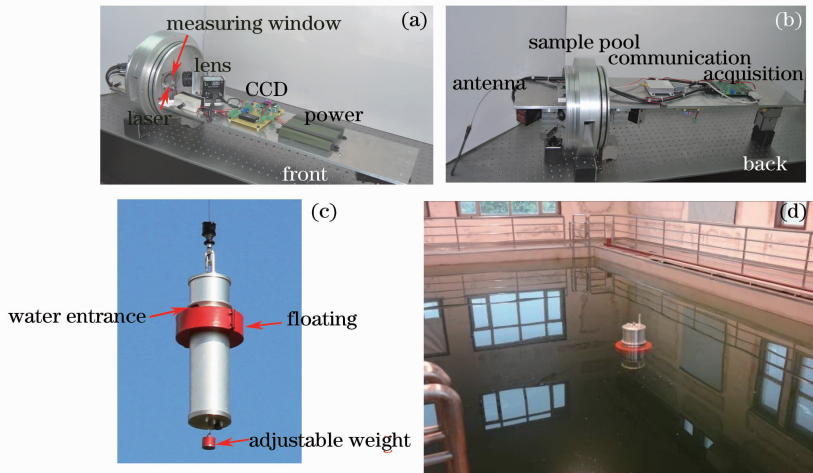 (a)
measuring window
lens
CCD
power
laser
front
(b)
sample pool
communication
acquisition
antenna
back
(c)
water entrance
floating
adjustable weight
(d)